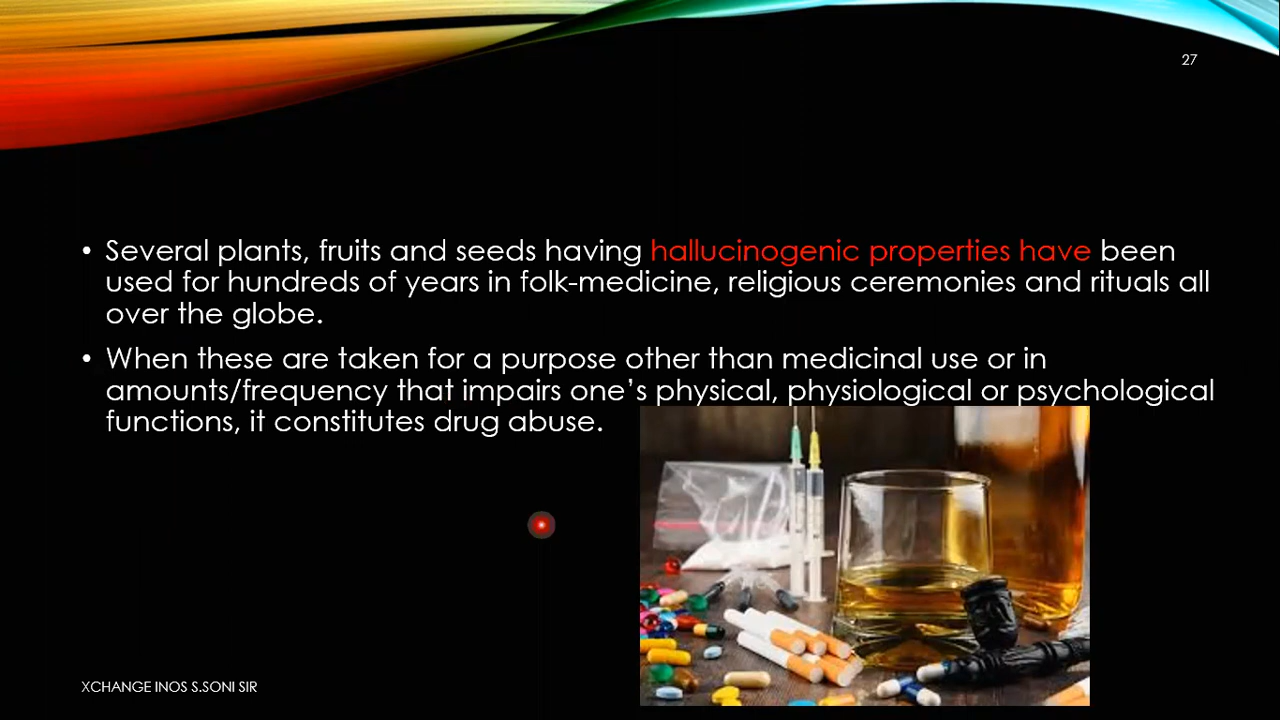 27
• Several plants, fruits and seeds having hallucinogenic properties have been
used for hundreds of years in folk-medicine, religious ceremonies and rituals all
over the globe.
• When these are taken for a purpose other than medicinal use or in
amounts/frequency that impairs one’s physical, physiological or psychological
functions, it constitutes drug abuse.
XCHANGE INOS S.SONI SIR